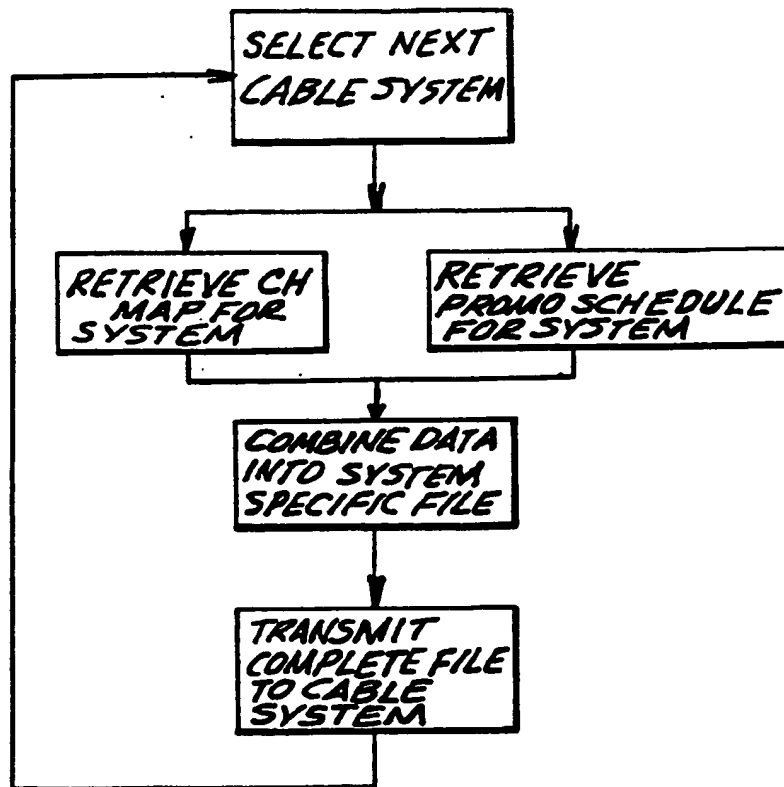 SELECT NEXT
CABLE SYSTEM
RETRIEVE CH
MAP FOR
SYSTEM
RETRIEVE
PROMO SCHEDULE
FOR SYSTEM
COMBINE DATA
INTO SYSTEM
SPECIFIC FILE
TRANSMIT
COMPLETE FILE
TO CABLE
SYSTEM